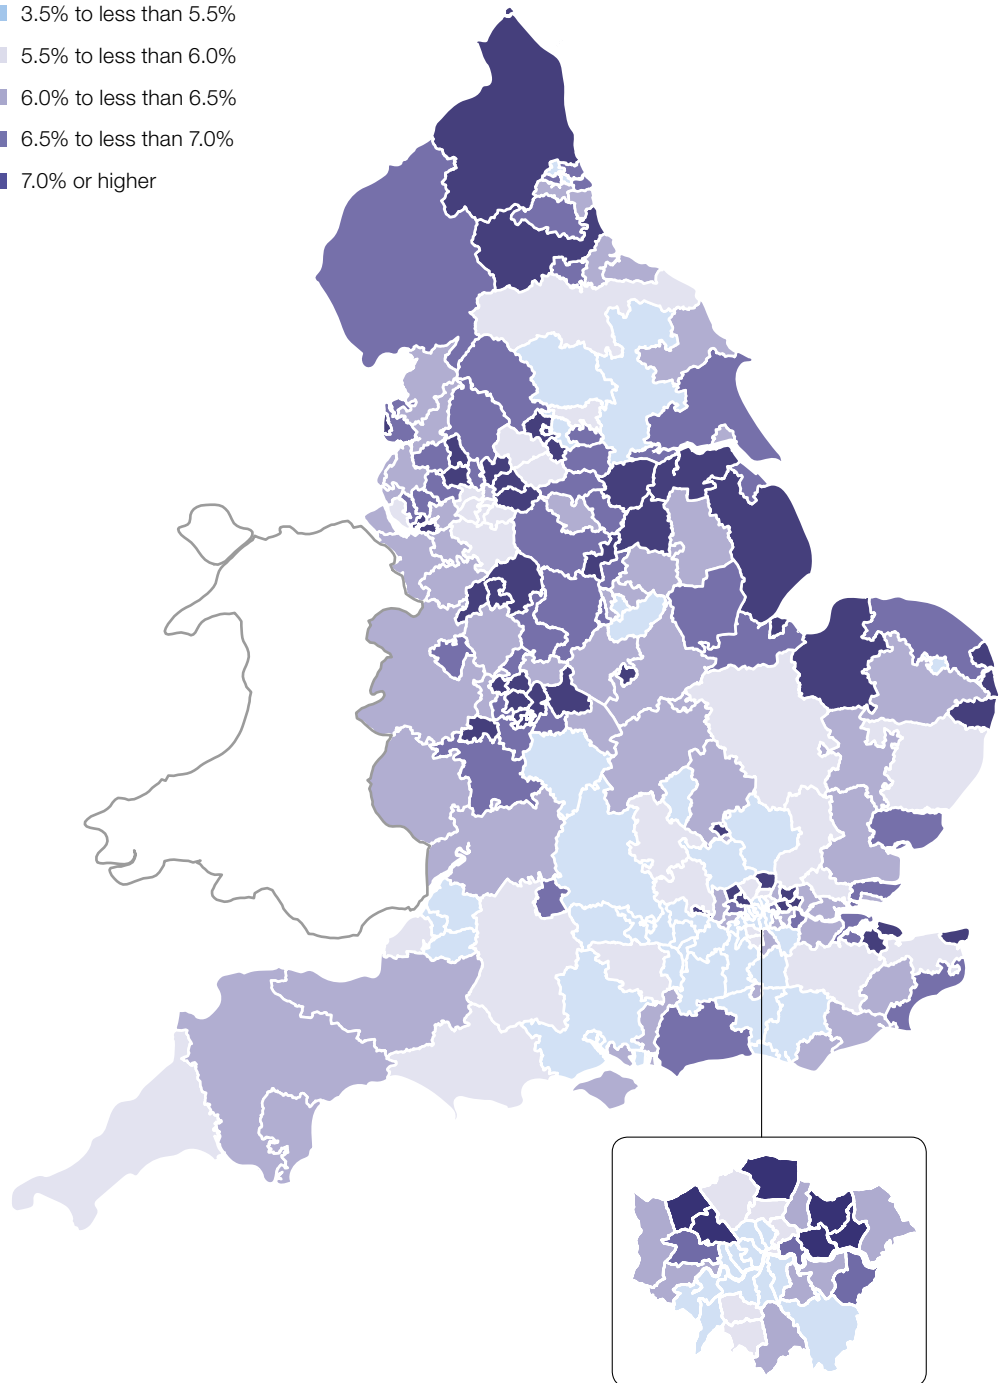 3.5% to less than 5.5%
5.5% to less than 6.0%
6.0% to less than 6.5%
6.5% to less than 7.0%
7.0% or higher